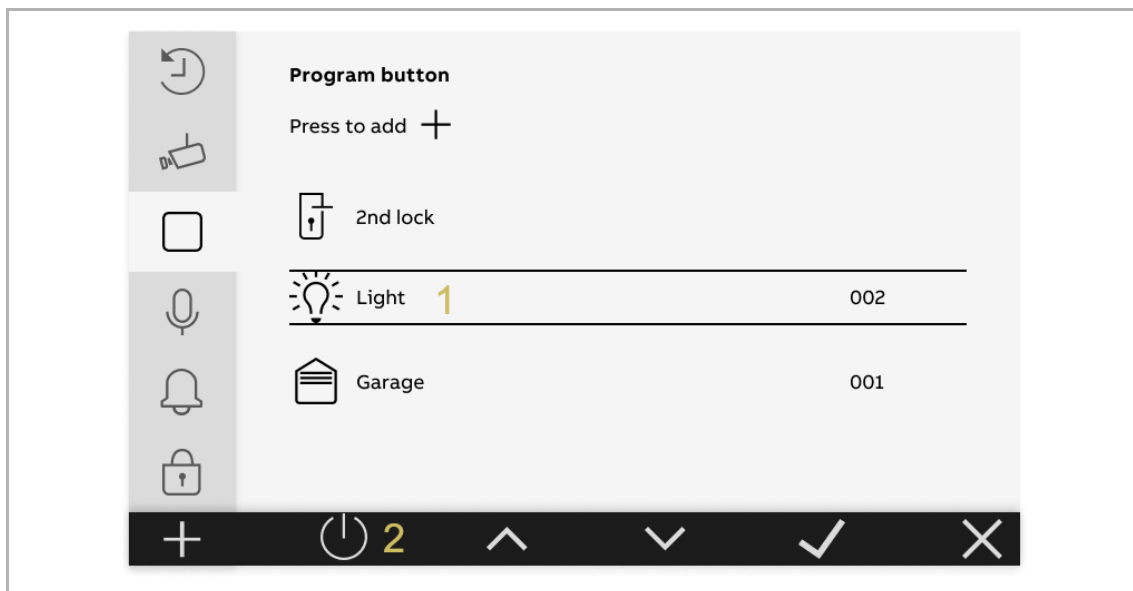 Program button
Press to add
2nd lock
Light 1 002
Garage 001
2